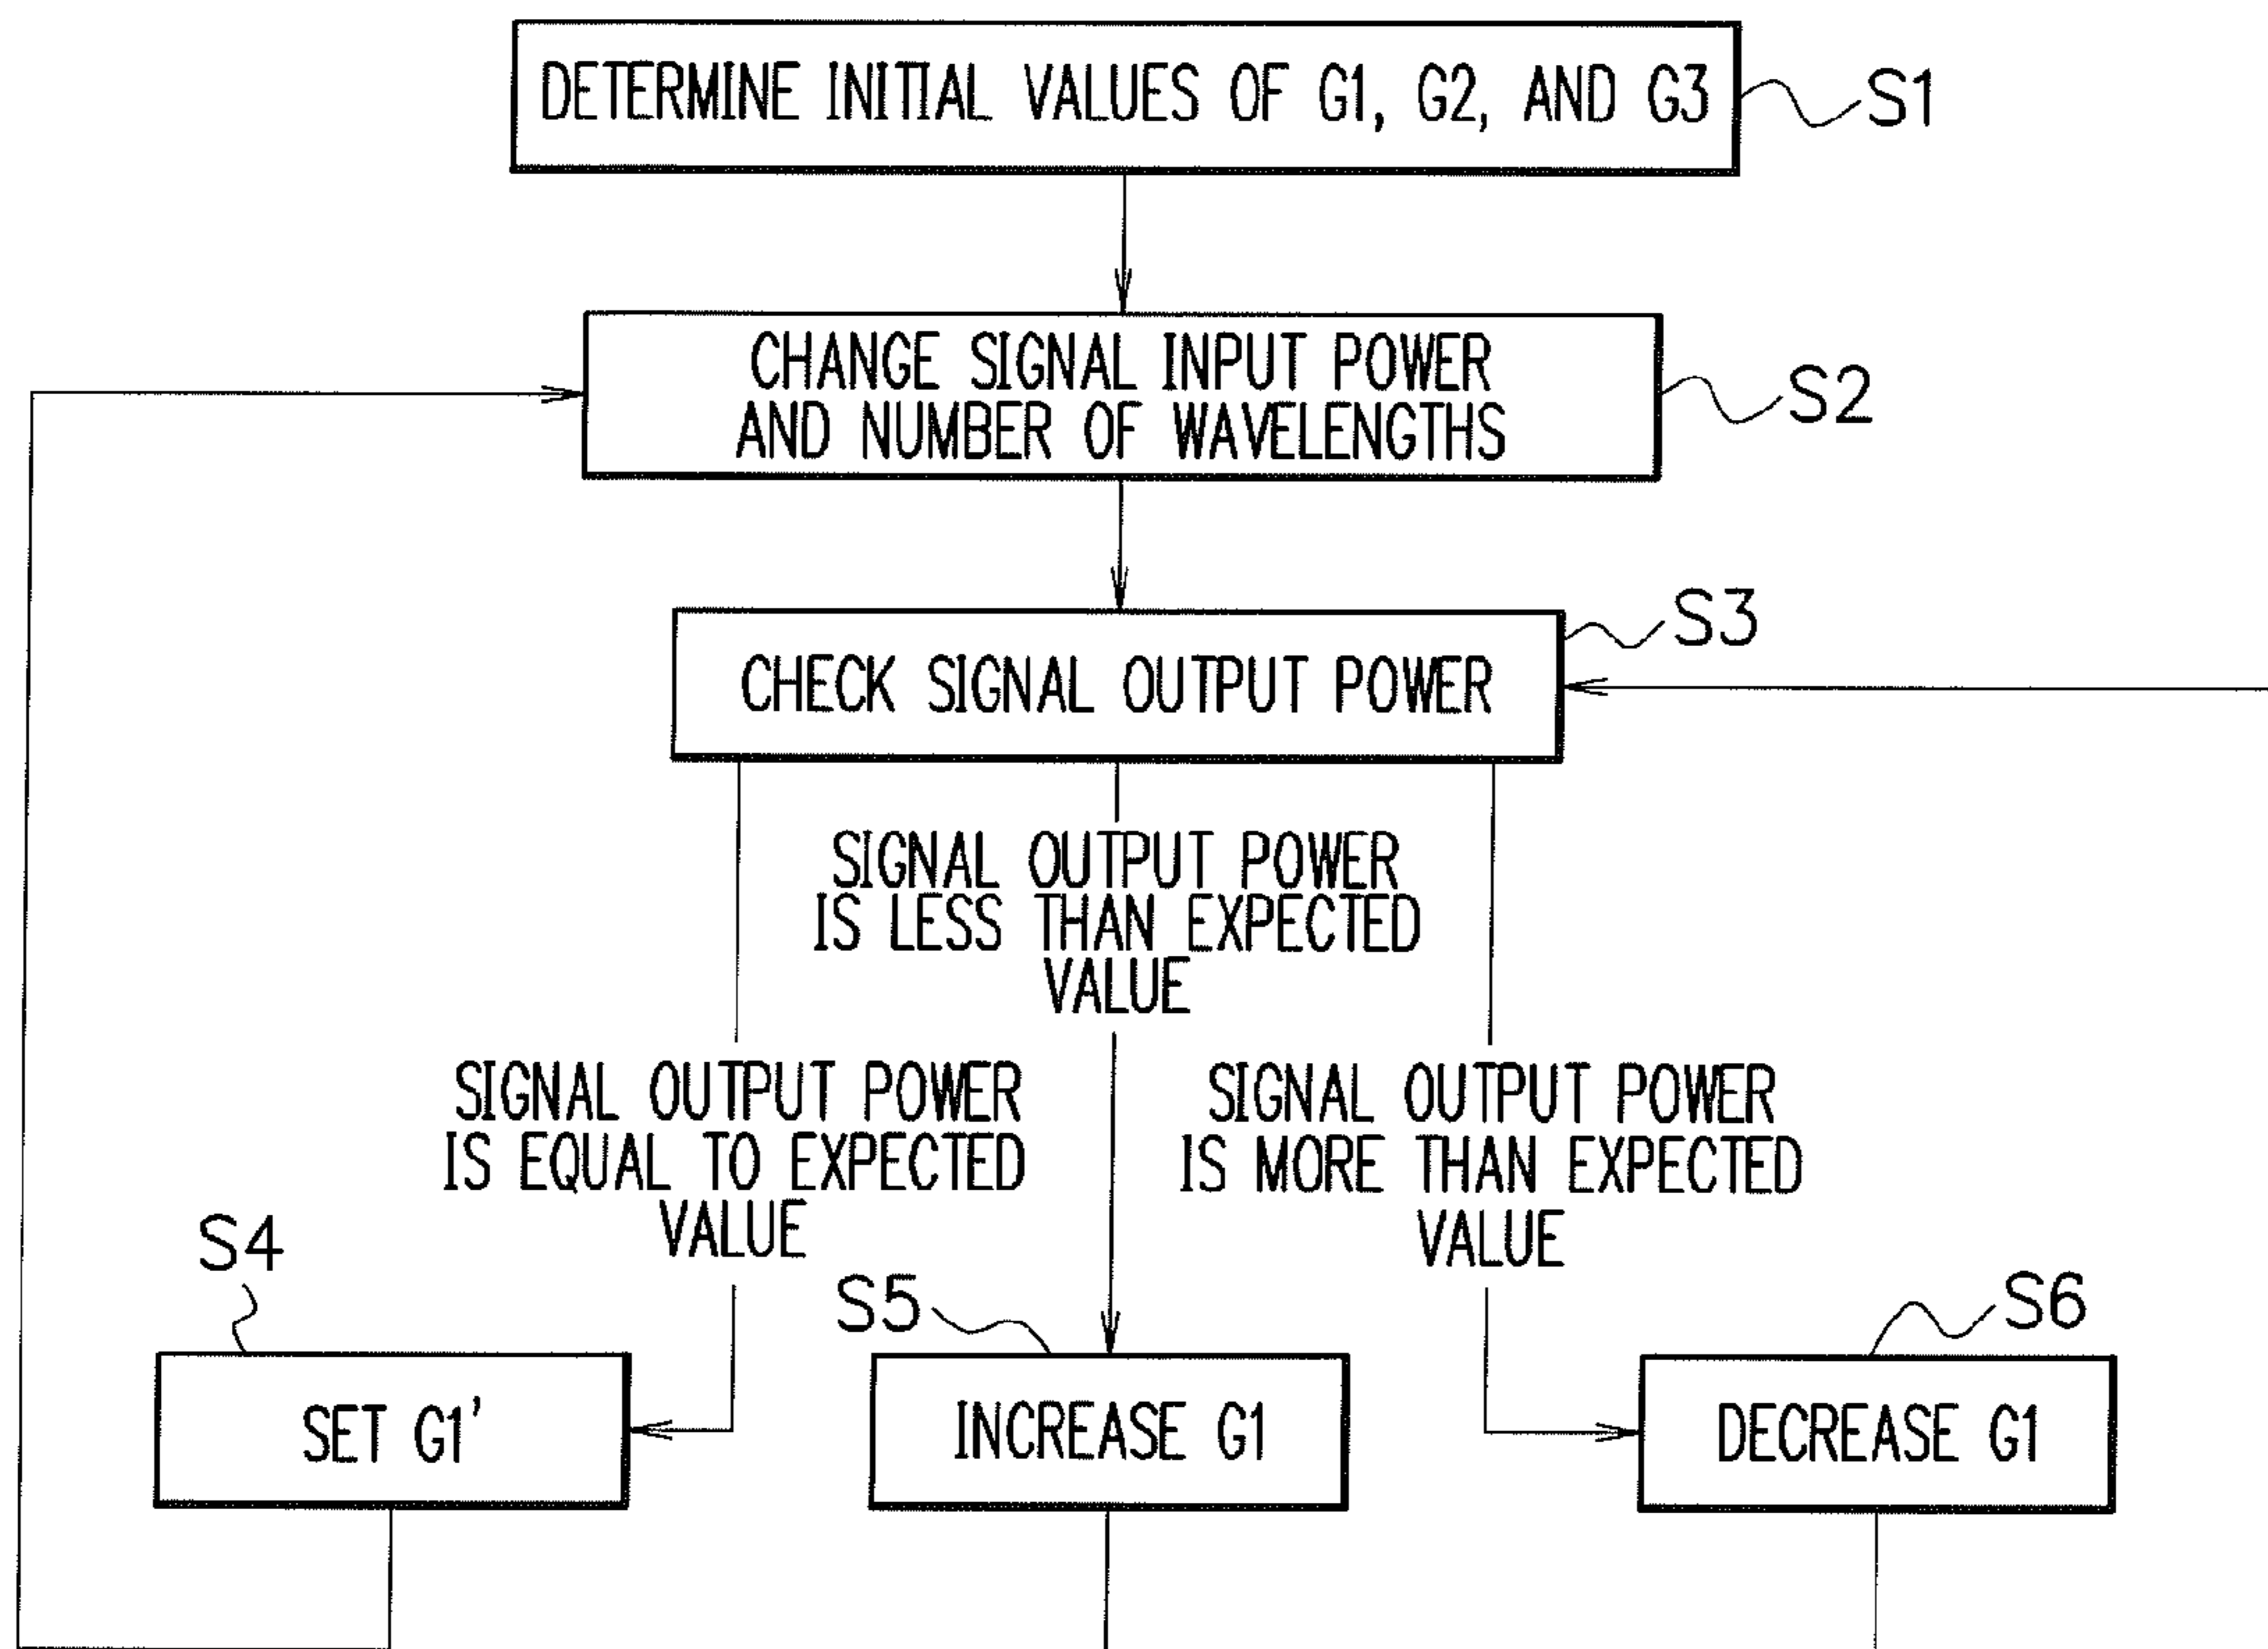 DETERMINE INITIAL VALUES OF G1, G2, AND G3
S1
CHANGE SIGNAL INPUT POWER
AND NUMBER OF WAVELENGTHS
S2
S3
CHECK SIGNAL OUTPUT POWER
SIGNAL OUTPUT POWER
IS LESS THAN EXPECTED
VALUE
SIGNAL OUTPUT POWER
IS EQUAL TO EXPECTED
VALUE
SIGNAL OUTPUT POWER
IS MORE THAN EXPECTED
VALUE
S4
S5
S6
SET G1'
INCREASE G1
DECREASE G1